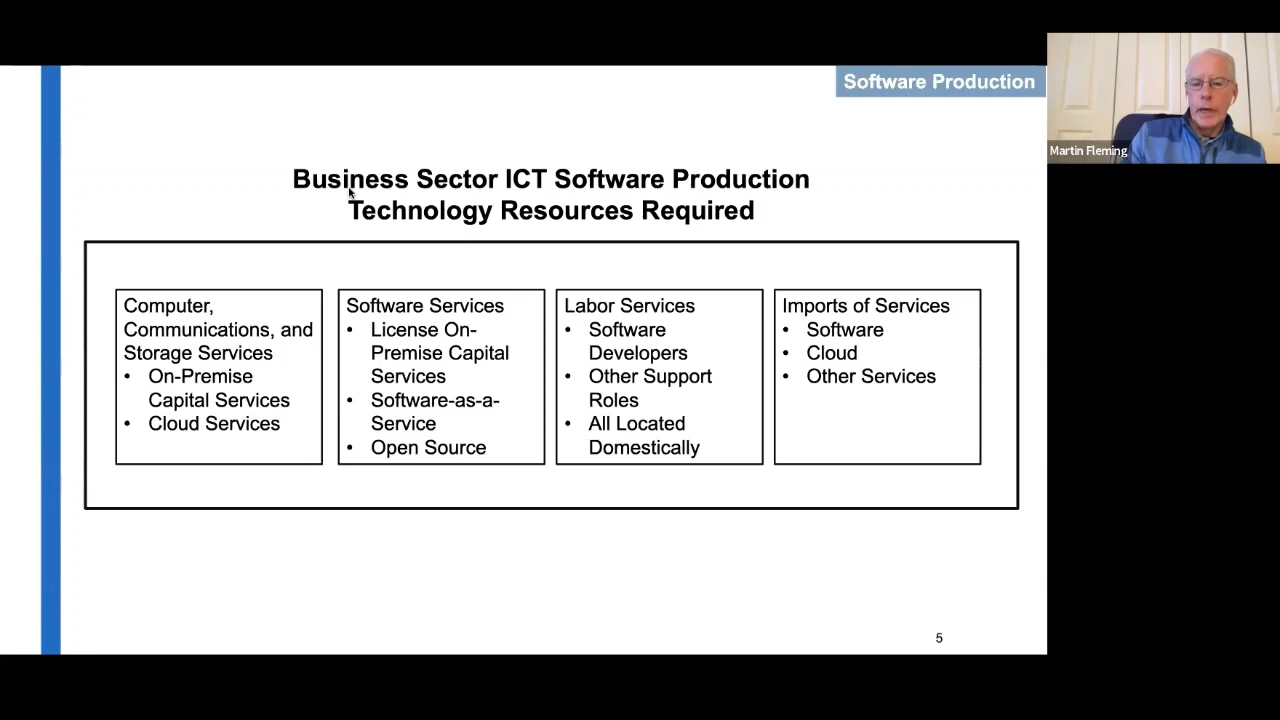 Software Production
Martin Fleming
Business Sector ICT Software Production
Technology Resources Required
Computer,
Communications, and
Storage Services
• On-Premise
Capital Services
• Cloud Services
Software Services
• License On-
Premise Capital
Services
• Software-as-a-
Service
• Open Source
Labor Services
• Software
Developers
• Other Support
Roles
• All Located
Domestically
Imports of Services
• Software
• Cloud
• Other Services
5